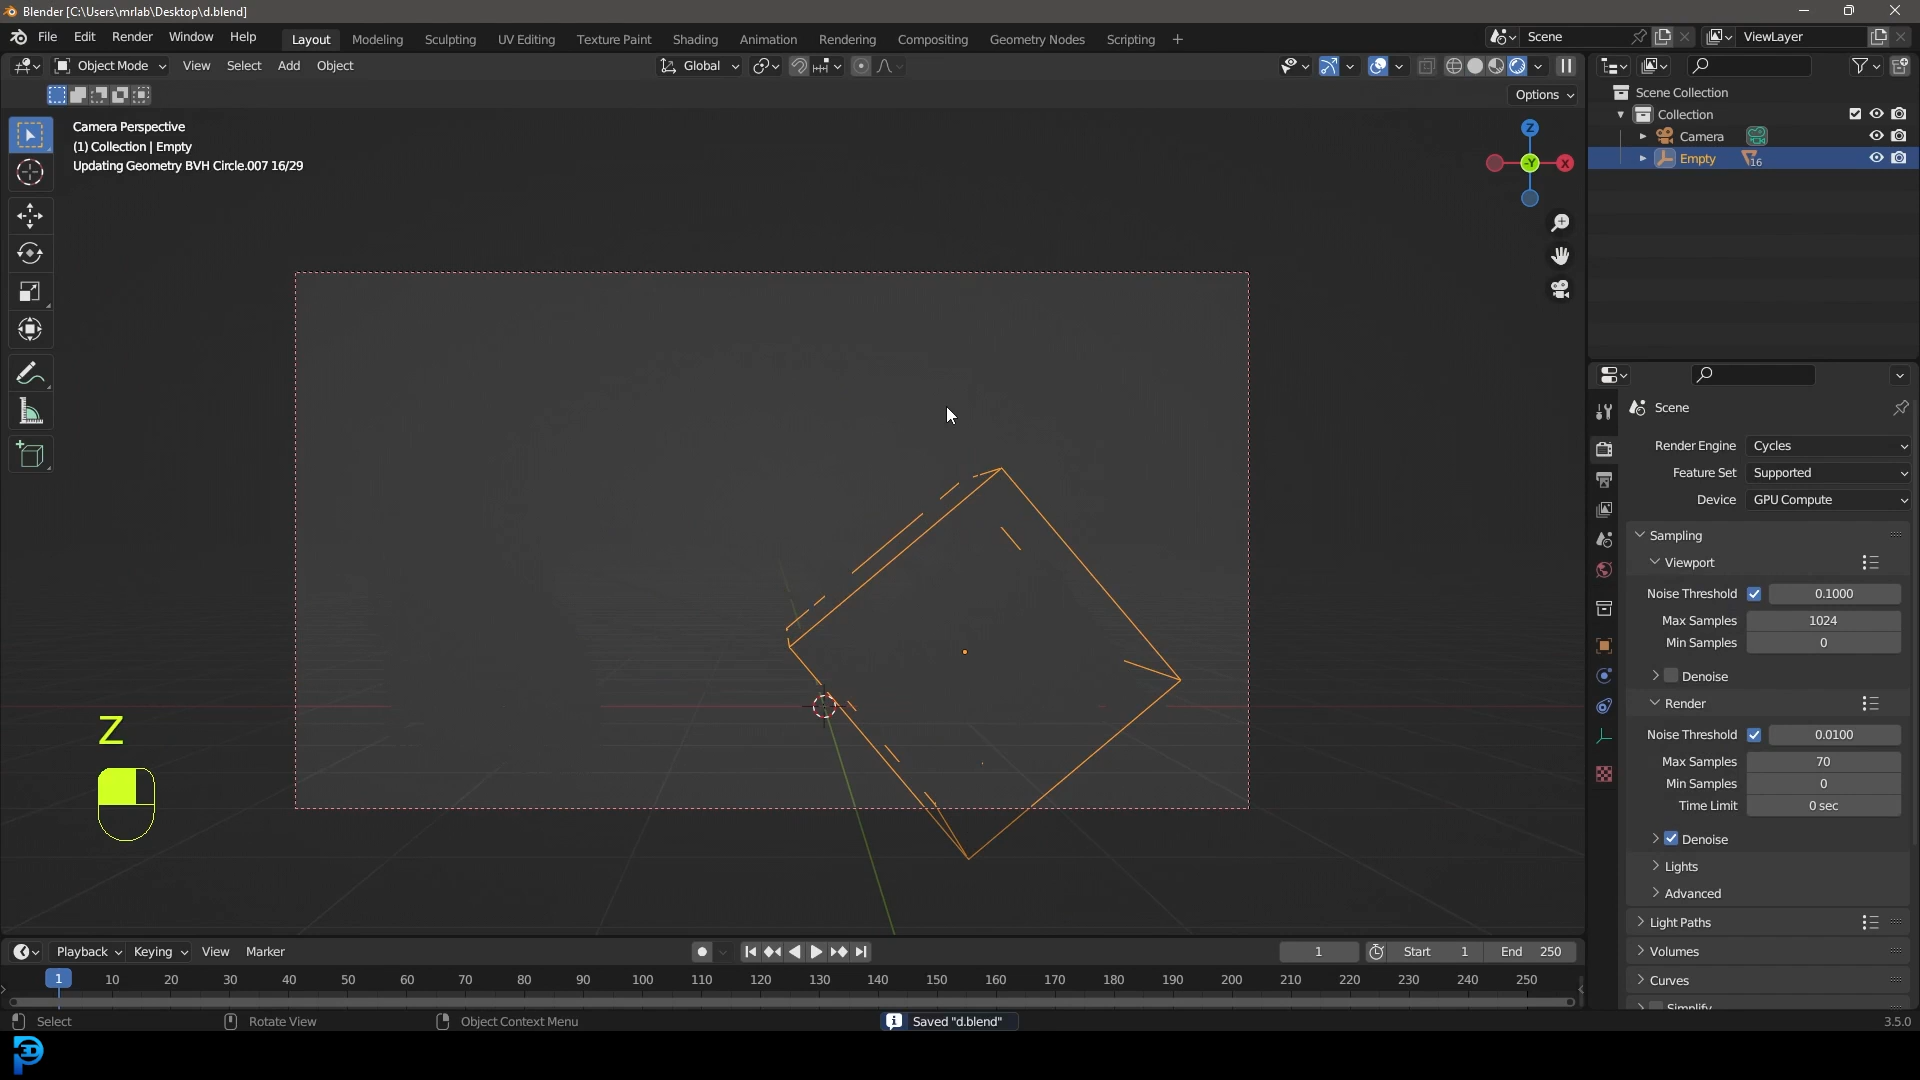 Blender [C:\Users\mrlab\Desktop\d.blend]
File Edit Render Window Help Layout Modeling Sculpting UV Editing Texture Paint Shading Animation Rendering Compositing Geometry Nodes Scripting + Scene ViewLayer
Object Mode View Select Add Object Global
Options
Camera Perspective
(1) Collection | Empty
Updating Geometry BVH Circle.007 16/29
Z
-Y
X
Scene Collection
Collection
Camera
Empty 16
Scene
Render Engine Cycles
Feature Set Supported
Device GPU Compute
Sampling
Viewport
Noise Threshold 0.1000
Max Samples 1024
Min Samples 0
Denoise
Render
Noise Threshold 0.0100
Max Samples 70
Min Samples 0
Time Limit 0 sec
Denoise
Lights
Advanced
Light Paths
Volumes
Curves
Simplify
Z
Playback Keying View Marker 1 Start 1 End 250
1 10 20 30 40 50 60 70 80 90 100 110 120 130 140 150 160 170 180 190 200 210 220 230 240 250
Select Rotate View Object Context Menu Saved "d.blend" 3.5.0
3D